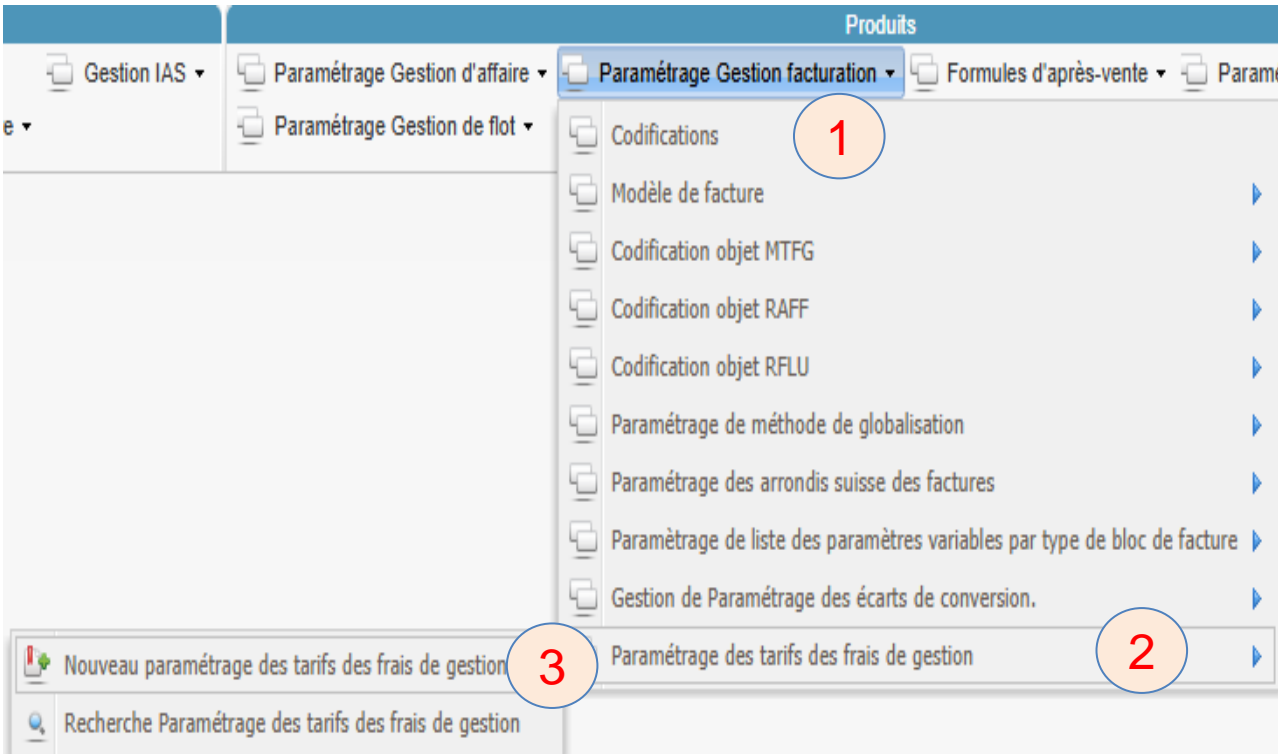 Produits
Gestion IAS
Paramétrage Gestion d'affaire
Paramétrage Gestion facturation
Formules d'après-vente
Param
e
Paramétrage Gestion de flot
Codifications
1
Modèle de facture
Codification objet MTFG
Codification objet RAFF
Codification objet RFLU
Paramétrage de méthode de globalisation
Paramétrage des arrondis suisse des factures
Paramètrage de liste des paramètres variables par type de bloc de facture
Gestion de Paramétrage des écarts de conversion.
Paramétrage des tarifs des frais de gestion
2
Nouveau paramétrage des tarifs des frais de gestion
3
Recherche Paramétrage des tarifs des frais de gestion